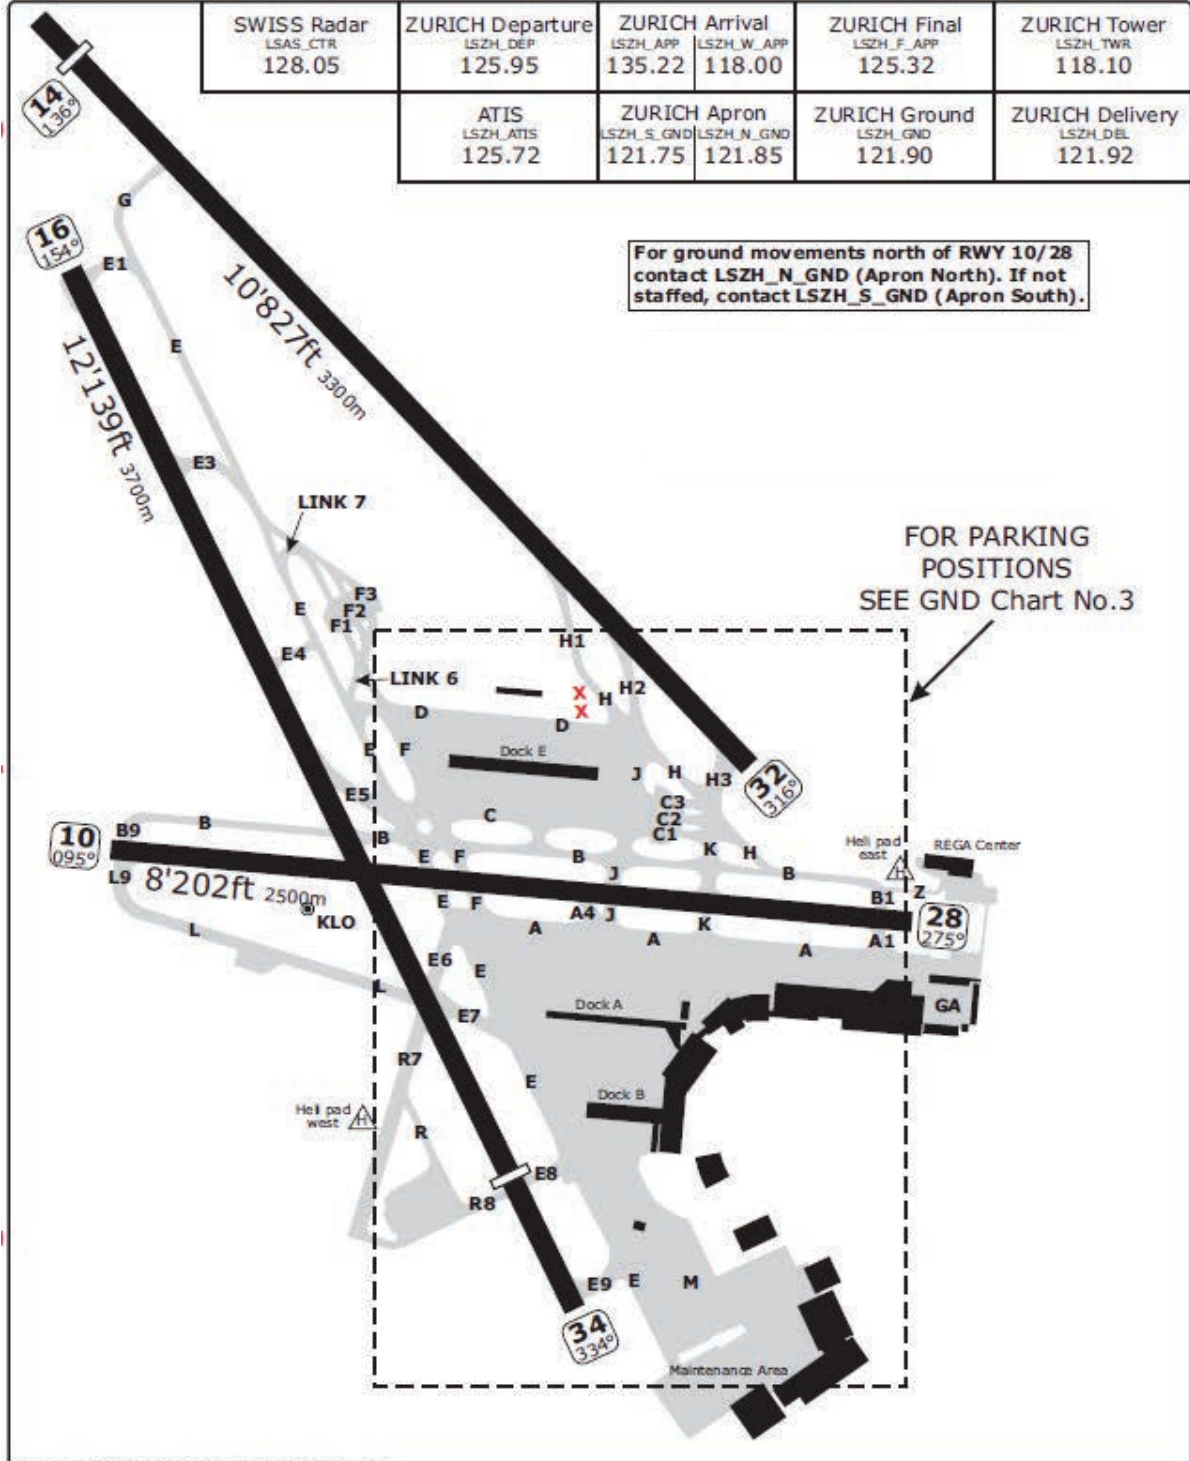 SWISS Radar
LSAS_CTR
128.05
ZURICH Departure
LSZH_DEP
125.95
ZURICH Arrival
LSZH_APP LSZH_W_APP
135.22 118.00
ZURICH Final
LSZH_F_APP
125.32
ZURICH Tower
LSZH_TWR
118.10
ATIS
LSZH_ATIS
125.72
ZURICH Apron
LSZH_S_GND LSZH_N_GND
121.75 121.85
ZURICH Ground
LSZH_GND
121.90
ZURICH Delivery
LSZH_DEL
121.92
14
136°
G
16
154°
E1
For ground movements north of RWY 10/28
contact LSZH_N_GND (Apron North). If not
staffed, contact LSZH_S_GND (Apron South).
10'827ft 3300m
E
12'139ft 3700m
E3
LINK 7
FOR PARKING
POSITIONS
SEE GND Chart No.3
F3
F2
F1
E
E4
H1
LINK 6
X
X
H
H2
D
D
E
F
Dock E
J
H
H3
32
316°
E5
C3
C2
C1
C
B9
B
B
10
095°
E
F
B
J
K
H
B
Heli pad
east
H
REGA Center
L9
8'202ft 2500m
KLO
E
F
A4
J
K
A
A
A
B1
Z
A1
28
275°
L
L
E6
E
E7
Dock A
GA
R7
E
Dock B
Heli pad
west
H
R
E8
R8
E9
E
M
34
334°
Maintenance Area